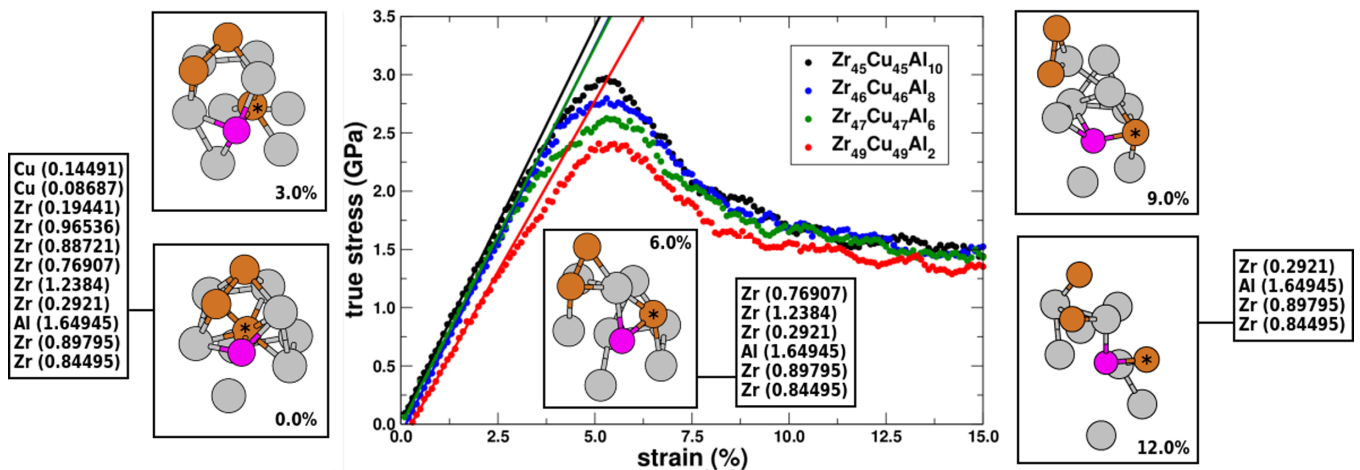 3.0%
Cu (0.14491)
Cu (0.08687)
Zr (0.19441)
Zr (0.96536)
Zr (0.88721)
Zr (0.76907)
Zr (1.2384)
Zr (0.2921)
Al (1.64945)
Zr (0.89795)
Zr (0.84495)
*
*
0.0%
true stress (GPa)
3.5
3.0
2.5
2.0
1.5
1.0
0.5
0.0
Zr₄₅Cu₄₅Al₁₀
Zr₄₆Cu₄₆Al₈
Zr₄₇Cu₄₇Al₆
Zr₄₉Cu₄₉Al₂
6.0%
*
Zr (0.76907)
Zr (1.2384)
Zr (0.2921)
Al (1.64945)
Zr (0.89795)
Zr (0.84495)
0.0 2.5 5.0 7.5 10.0 12.5 15.0
strain (%)
*
9.0%
*
12.0%
Zr (0.2921)
Al (1.64945)
Zr (0.89795)
Zr (0.84495)